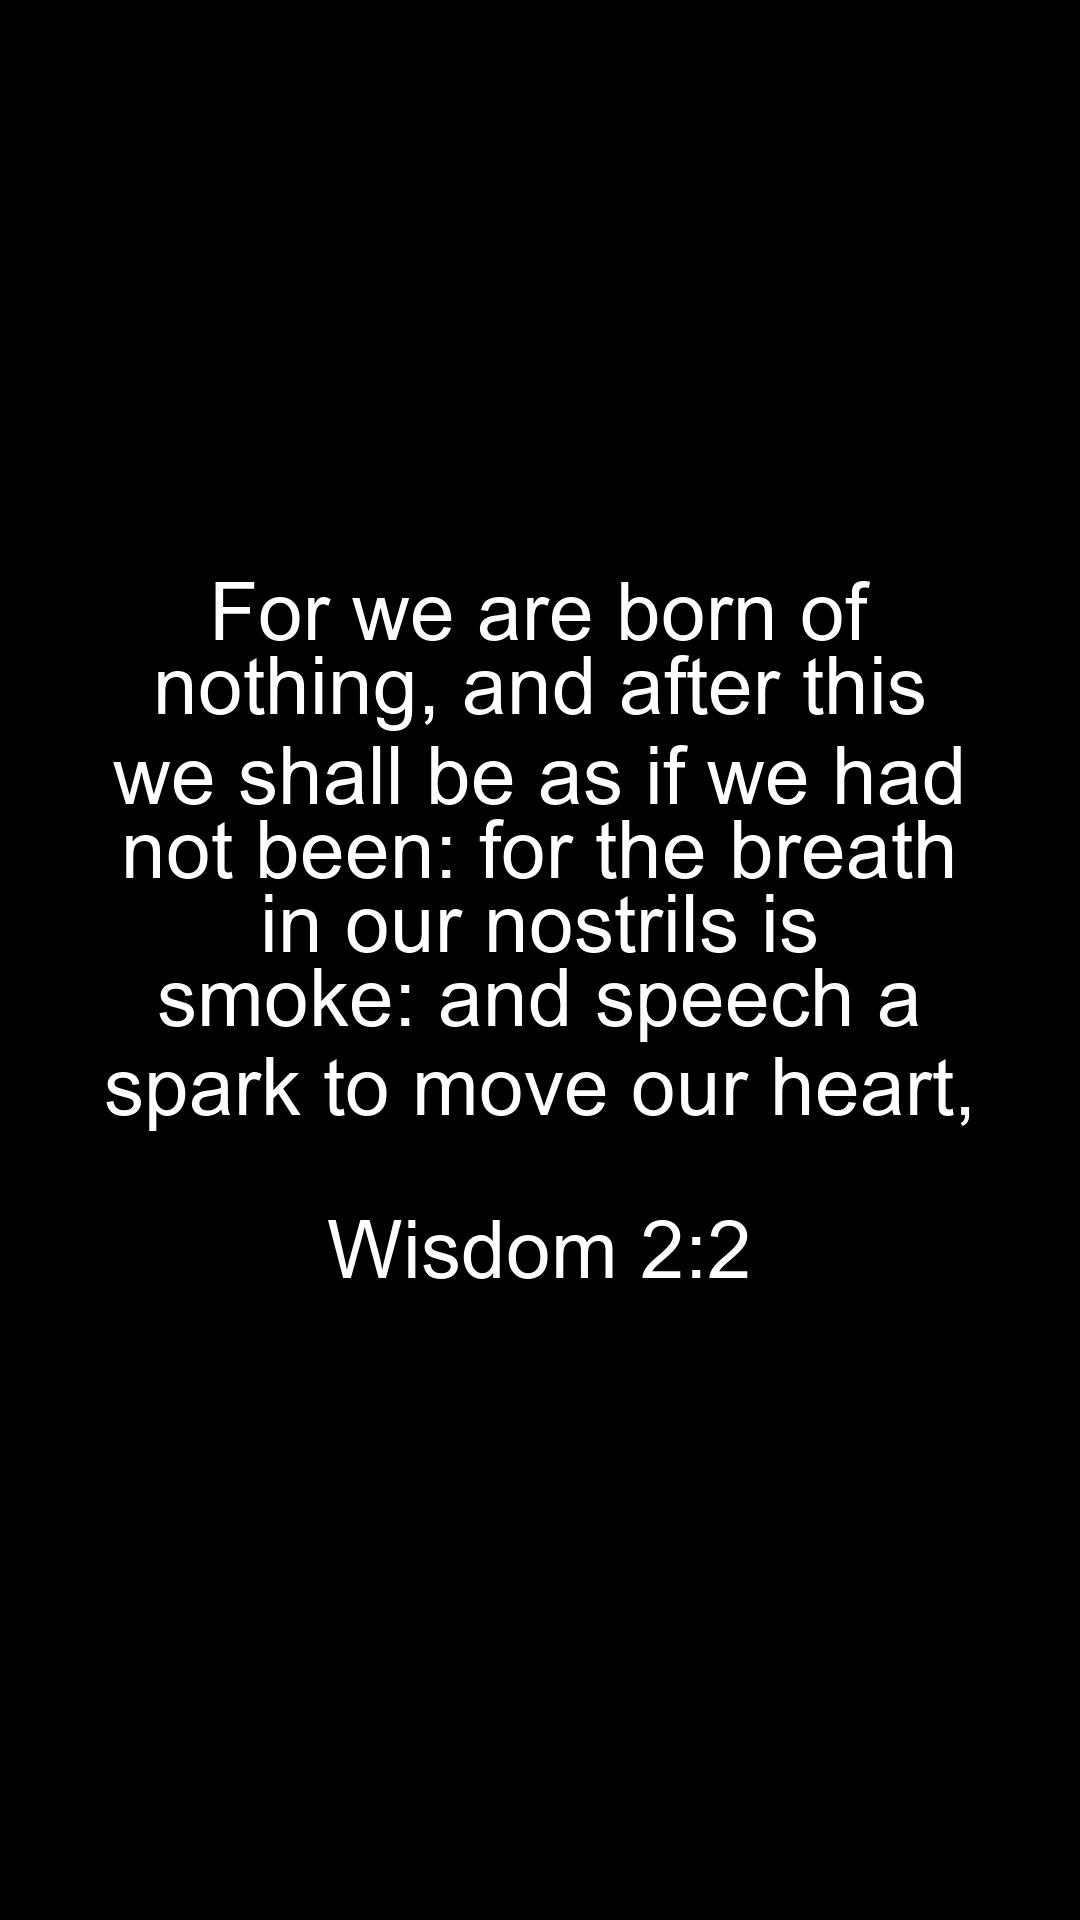 For we are born of
nothing, and after this
we shall be as if we had
not been: for the breath
in our nostrils is
smoke: and speech a
spark to move our heart,
Wisdom 2:2